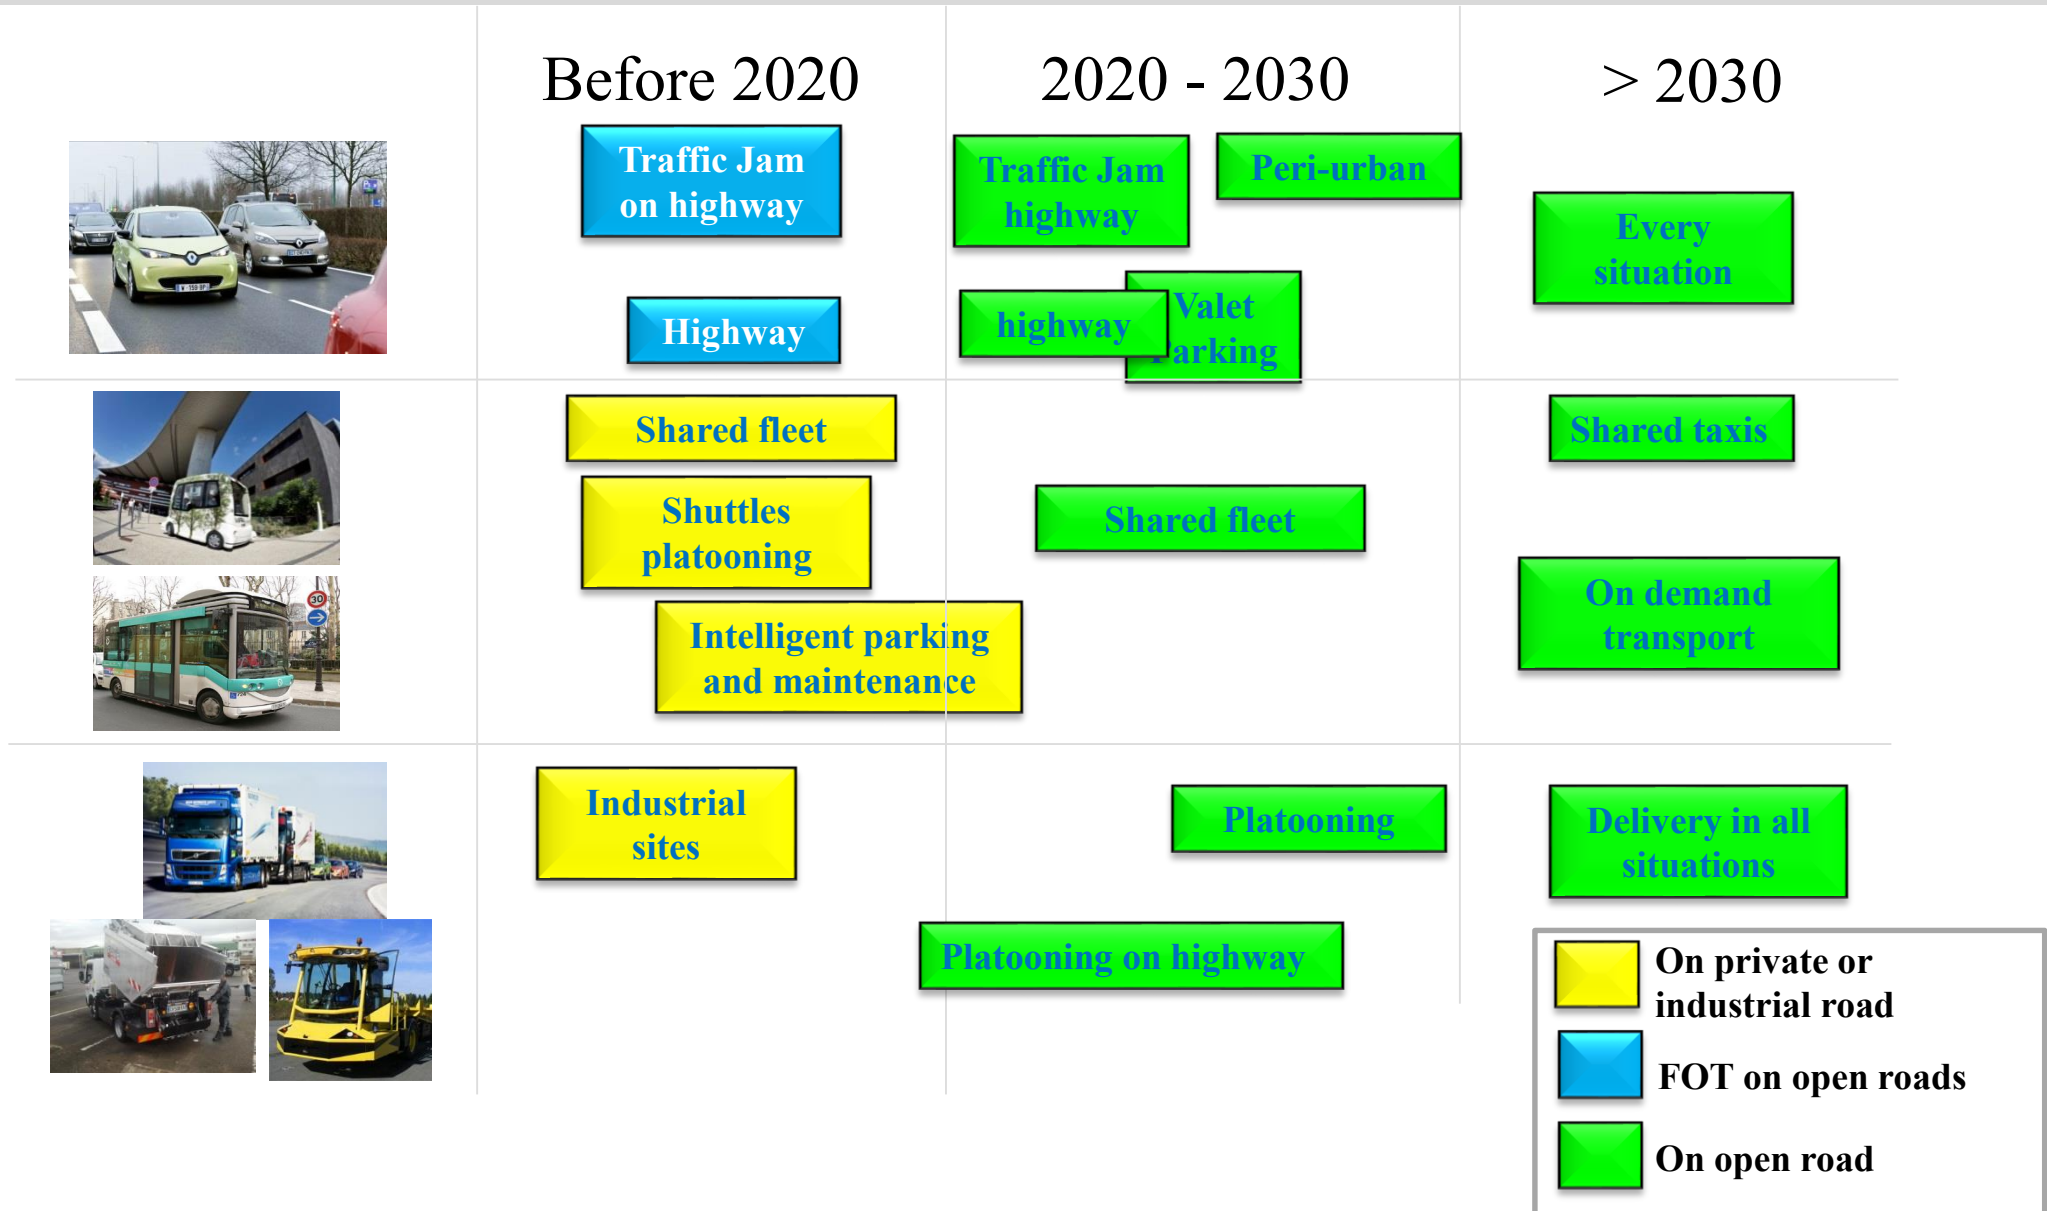 Before 2020
2020 - 2030
> 2030
Traffic Jam
on highway
Traffic Jam
highway
Peri-urban
Every
situation
Highway
highway
Valet
Parking
Shared fleet
Shared taxis
Shuttles
platooning
Shared fleet
On demand
transport
Intelligent parking
and maintenance
Industrial
sites
Platooning
Delivery in all
situations
Platooning on highway
On private or
industrial road
FOT on open roads
On open road
30